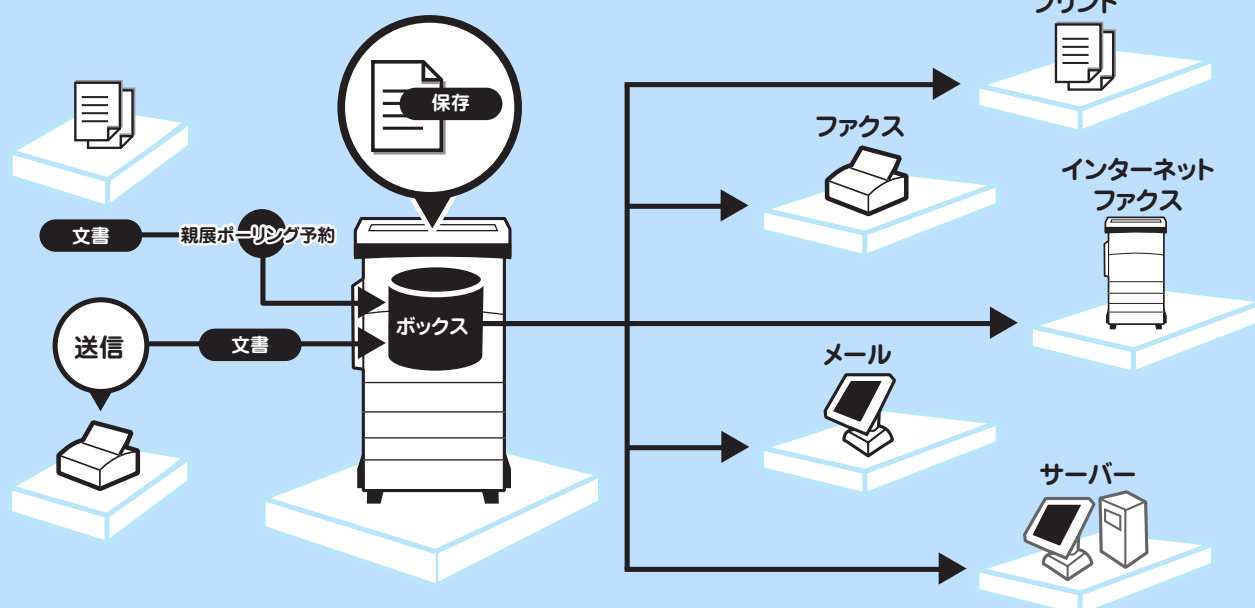 プリント
保存
ファクス
インターネット
ファクス
文書
親展ポーリング予約
ボックス
送信
文書
メール
サーバー